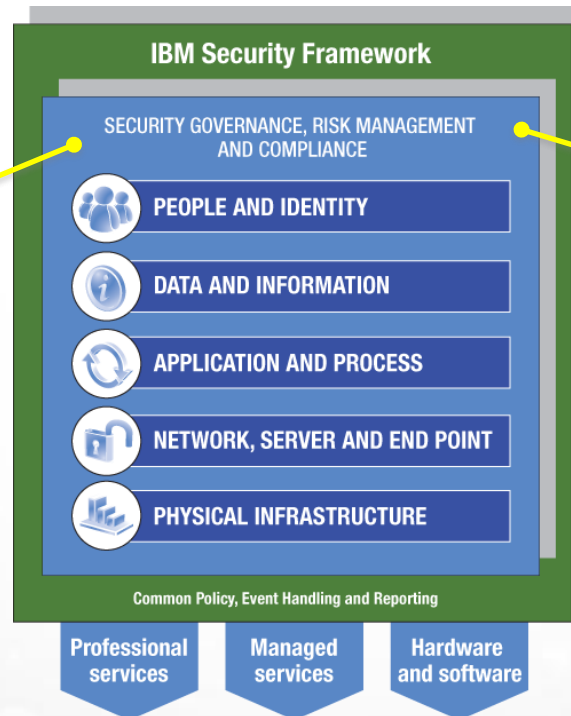 IBM Security Framework
SECURITY GOVERNANCE, RISK MANAGEMENT
AND COMPLIANCE
PEOPLE AND IDENTITY
DATA AND INFORMATION
APPLICATION AND PROCESS
NETWORK, SERVER AND END POINT
PHYSICAL INFRASTRUCTURE
Common Policy, Event Handling and Reporting
Professional
services
Managed
services
Hardware
and software